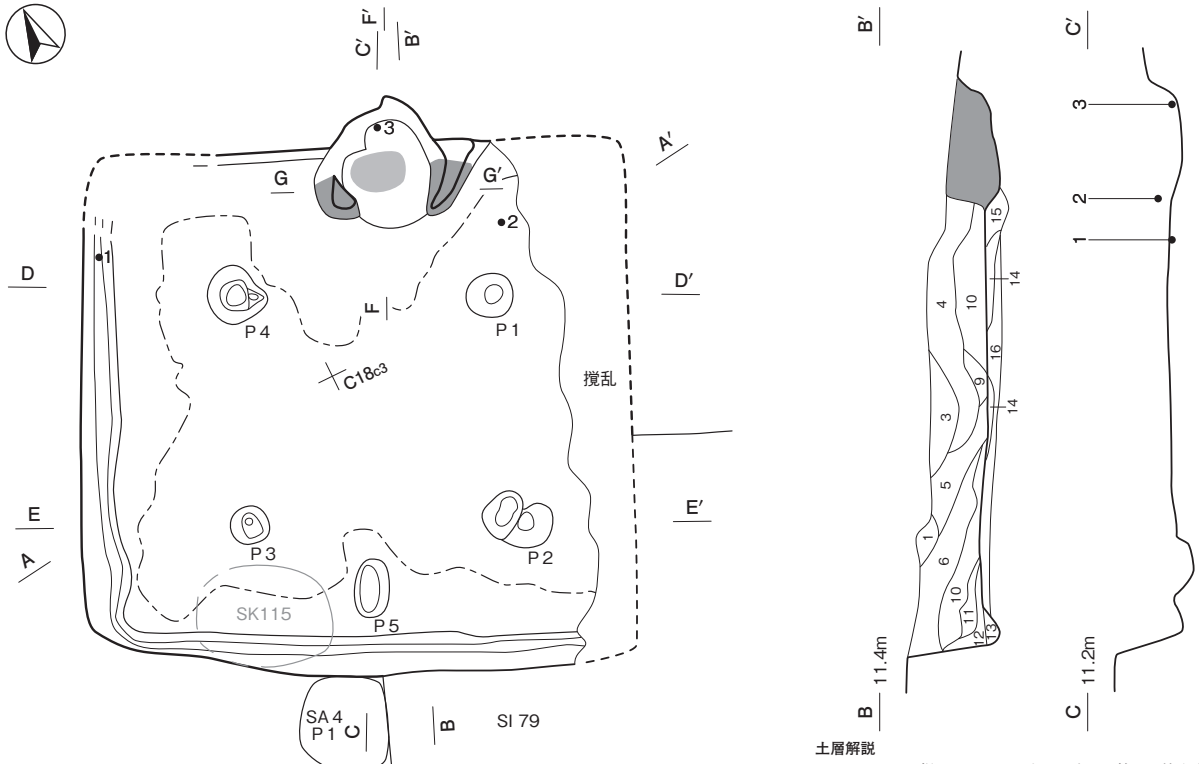 F′
C′
B′
B′
C′
A′
3
G
G′
2
1
D
D′
F
P4
P1
C18c3
撹乱
E
E′
A
P3
P2
SK115
P5
SA4
P1
C
B
SI 79
15
14
4
10
16
9
14
3
5
1
6
10
11
12
13
B 11.4m
3
2
1
C 11.2m
土層解説